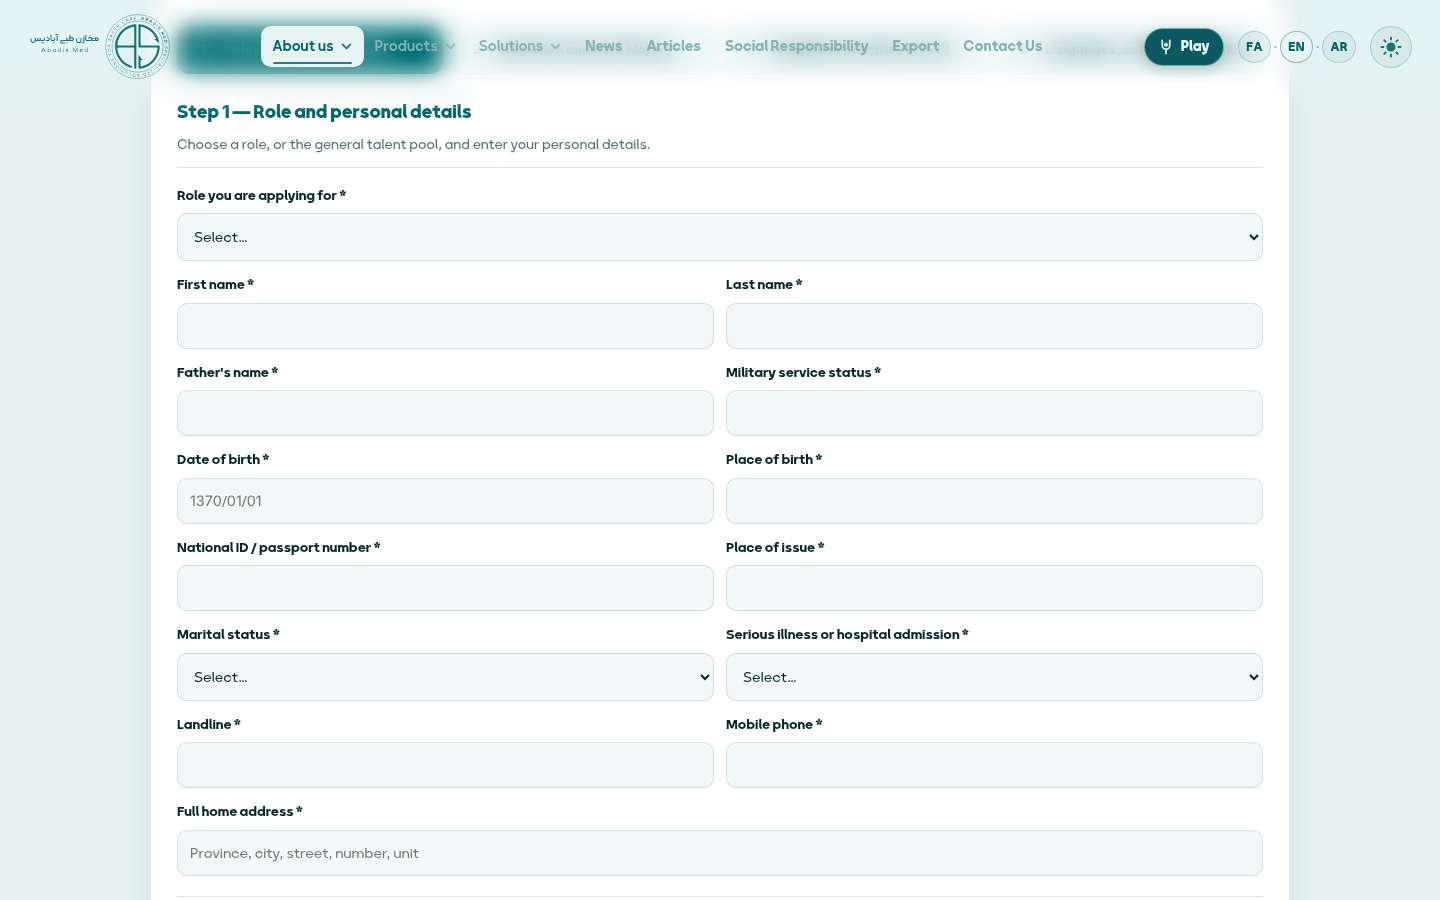 مخازن طبی آبادیس
Abadis Med
About us
Products
Solutions
News
Articles
Social Responsibility
Export
Contact Us
Play
FA · EN · AR
Step 1 — Role and personal details
Choose a role, or the general talent pool, and enter your personal details.
Role you are applying for *
Select...
First name *
Last name *
Father's name *
Military service status *
Date of birth *
Place of birth *
1370/01/01
National ID / passport number *
Place of issue *
Marital status *
Serious illness or hospital admission *
Select...
Select...
Landline *
Mobile phone *
Full home address *
Province, city, street, number, unit